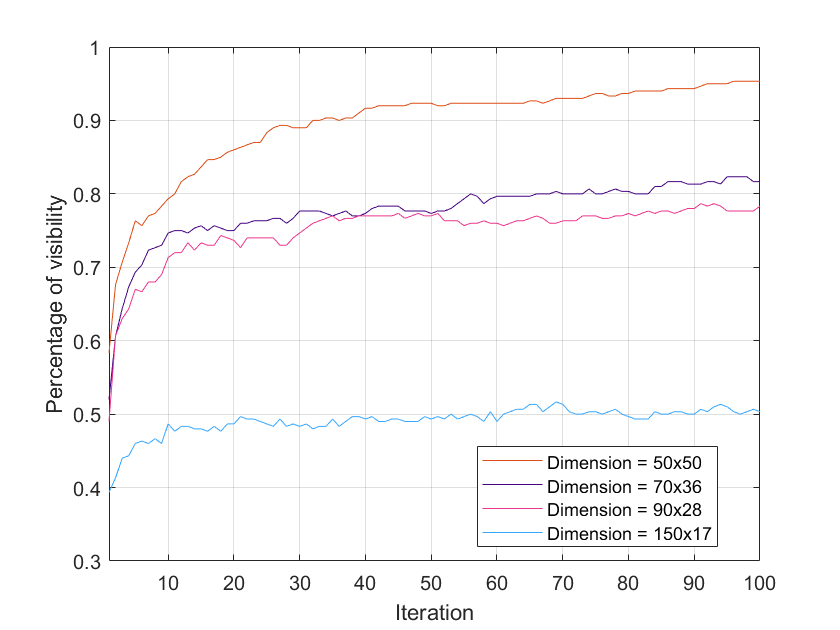 1
0.9
0.8
0.7
0.6
0.5
0.4
0.3
Percentage of visibility
Dimension = 50x50
Dimension = 70x36
Dimension = 90x28
Dimension = 150x17
10 20 30 40 50 60 70 80 90 100
Iteration